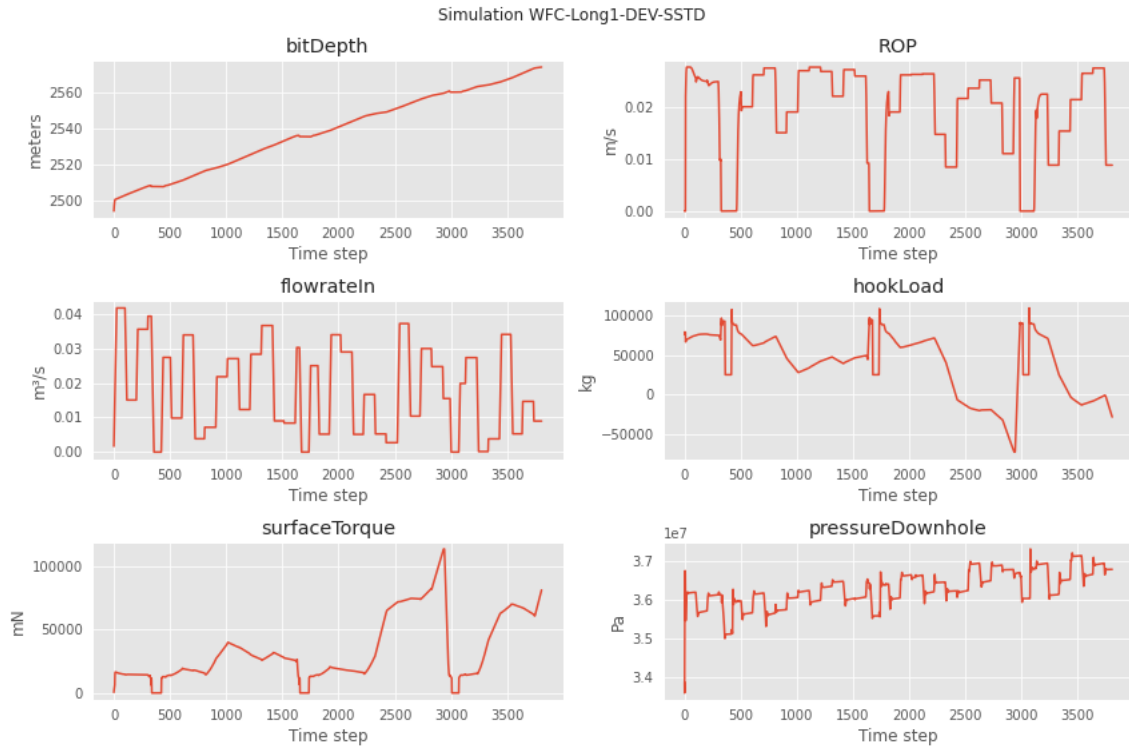 Simulation WFC-Long1-DEV-SSTD
bitDepth
meters
2560
2540
2520
2500
0 500 1000 1500 2000 2500 3000 3500
Time step
ROP
m/s
0.02
0.01
0.00
0 500 1000 1500 2000 2500 3000 3500
Time step
flowrateIn
m³/s
0.04
0.03
0.02
0.01
0.00
0 500 1000 1500 2000 2500 3000 3500
Time step
hookLoad
kg
100000
50000
0
−50000
0 500 1000 1500 2000 2500 3000 3500
Time step
surfaceTorque
mN
100000
50000
0
0 500 1000 1500 2000 2500 3000 3500
Time step
pressureDownhole
1e7
Pa
3.7
3.6
3.5
3.4
0 500 1000 1500 2000 2500 3000 3500
Time step